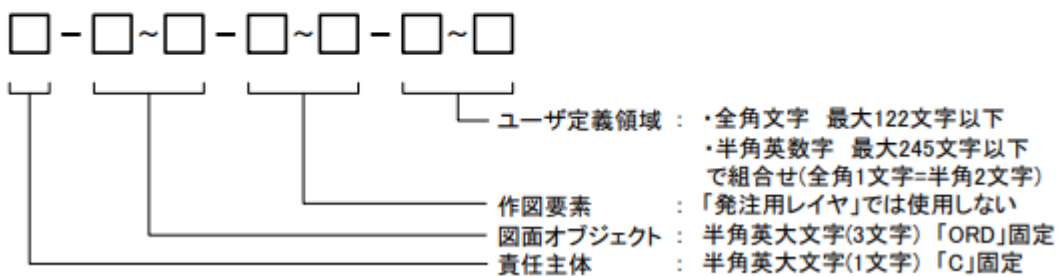 □-□~□-□~□-□~□
ユーザ定義領域 : ・全角文字 最大122文字以下
・半角英数字 最大245文字以下
で組合せ(全角1文字=半角2文字)
作図要素 : 「発注用レイヤ」では使用しない
図面オブジェクト : 半角英大文字(3文字) 「ORD」固定
責任主体 : 半角英大文字(1文字) 「C」固定